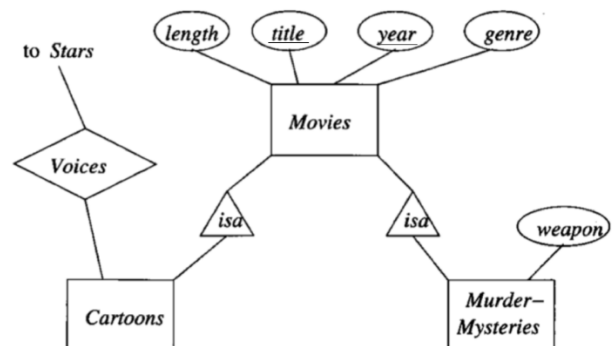 length title year genre
to Stars
Movies
Voices
isa isa
weapon
Cartoons
Murder–
Mysteries